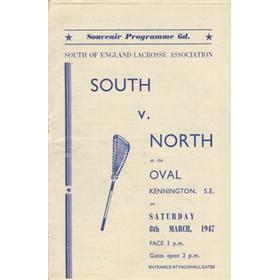 Souvenir Programme 6d.
SOUTH OF ENGLAND LACROSSE ASSOCIATION
SOUTH
V.
NORTH
at the
OVAL
KENNINGTON, S.E.
on
SATURDAY
8th MARCH, 1947
FACE 3 p.m.
Gates open 2 p.m.
ENTRANCE AT VAUXHALL GATES